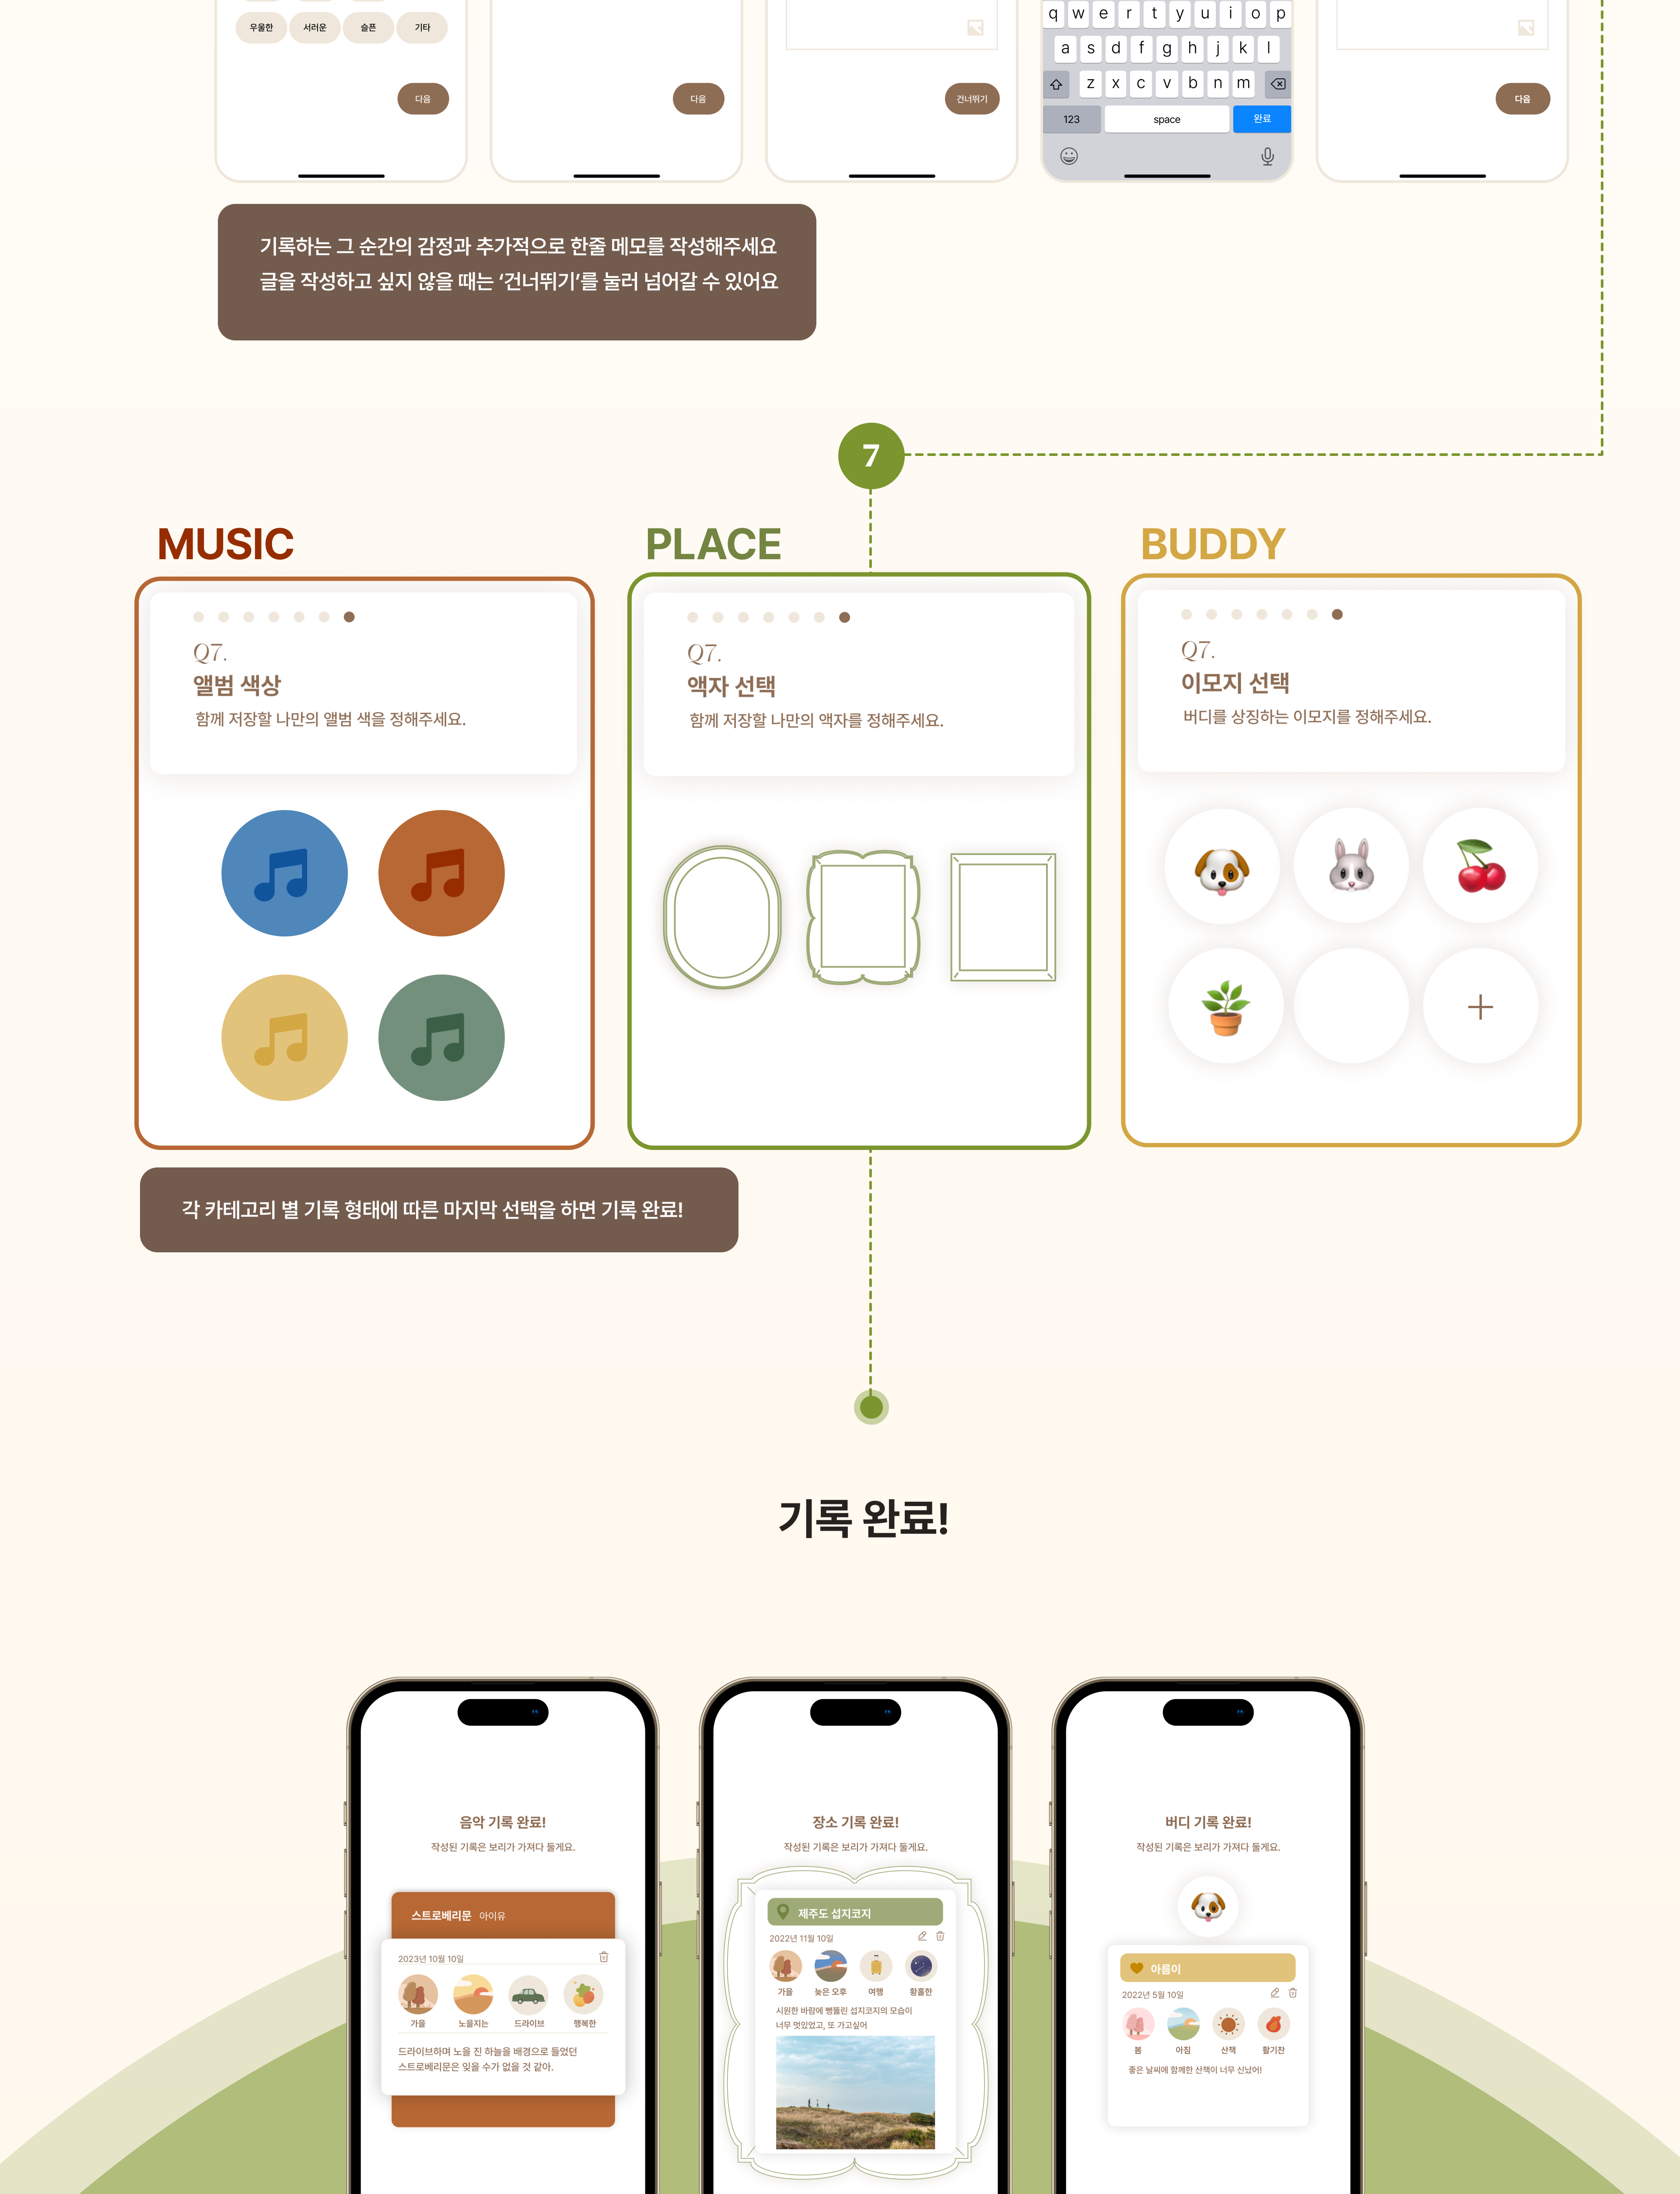 우울한 서러운 슬픈 기타
다음
다음
건너뛰기
q w e r t y u i o p
a s d f g h j k l
z x c v b n m
123 space 완료
다음
기록하는 그 순간의 감정과 추가적으로 한줄 메모를 작성해주세요
글을 작성하고 싶지 않을 때는 ‘건너뛰기’를 눌러 넘어갈 수 있어요
7
MUSIC
Q7.
앨범 색상
함께 저장할 나만의 앨범 색을 정해주세요.
PLACE
Q7.
액자 선택
함께 저장할 나만의 액자를 정해주세요.
BUDDY
Q7.
이모지 선택
버디를 상징하는 이모지를 정해주세요.
각 카테고리 별 기록 형태에 따른 마지막 선택을 하면 기록 완료!
기록 완료!
음악 기록 완료!
작성된 기록은 보리가 가져다 둘게요.
스트로베리문 아이유
2023년 10월 10일
가을 노을지는 드라이브 행복한
드라이브하며 노을 진 하늘을 배경으로 들었던
스트로베리문은 잊을 수가 없을 것 같아.
장소 기록 완료!
작성된 기록은 보리가 가져다 둘게요.
제주도 섭지코지
2022년 11월 10일
가을 늦은 오후 여행 황홀한
시원한 바람에 뻥뚫린 섭지코지의 모습이
너무 멋있었고, 또 가고싶어
버디 기록 완료!
작성된 기록은 보리가 가져다 둘게요.
아름이
2022년 5월 10일
봄 아침 산책 활기찬
좋은 날씨에 함께한 산책이 너무 신났어!